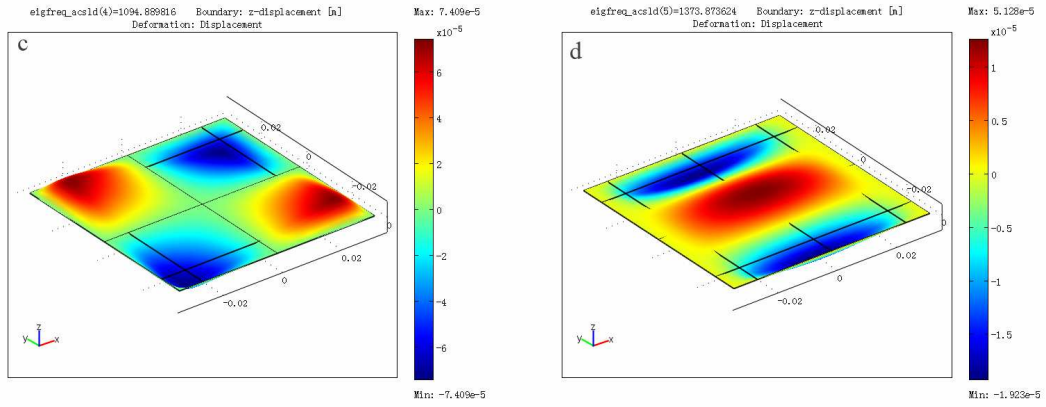 eigfreq_acsld(4)=1094.889816 Boundary: z-displacement [m]
Deformation: Displacement
Max: 7.409e-5
c
x10^-5
6
4
2
0
-2
-4
-6
Min: -7.409e-5
0.02
0
-0.02
0
0.02
0
-0.02
z
y
x
eigfreq_acsld(5)=1373.873624 Boundary: z-displacement [m]
Deformation: Displacement
Max: 5.128e-5
d
x10^-5
1
0.5
0
-0.5
-1
-1.5
Min: -1.923e-5
0.02
0
-0.02
0
0.02
0
-0.02
z
y
x